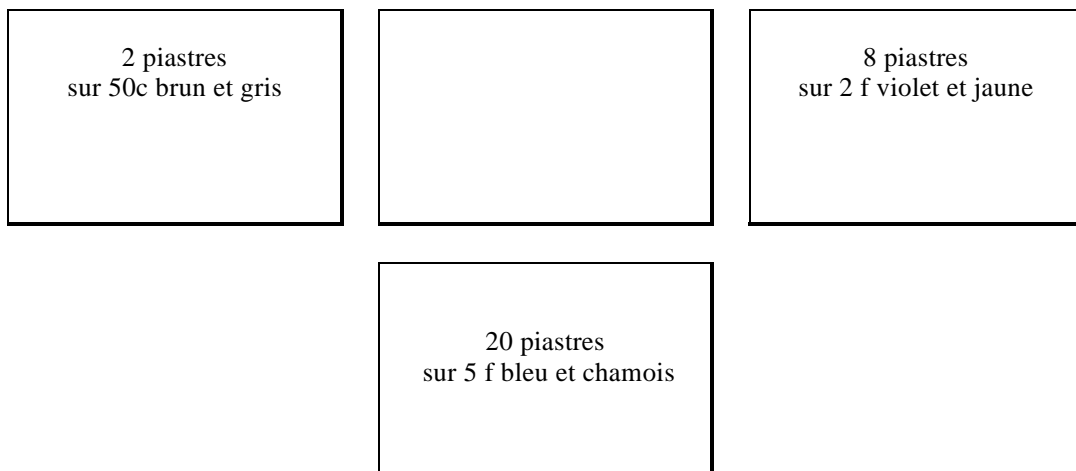 2 piastres
sur 50c brun et gris
8 piastres
sur 2 f violet et jaune
20 piastres
sur 5 f bleu et chamois